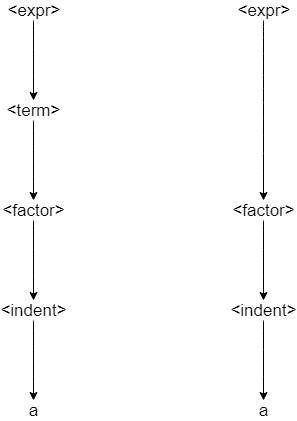 <expr> <expr>
<term>
<factor> <factor>
<indent> <indent>
a a